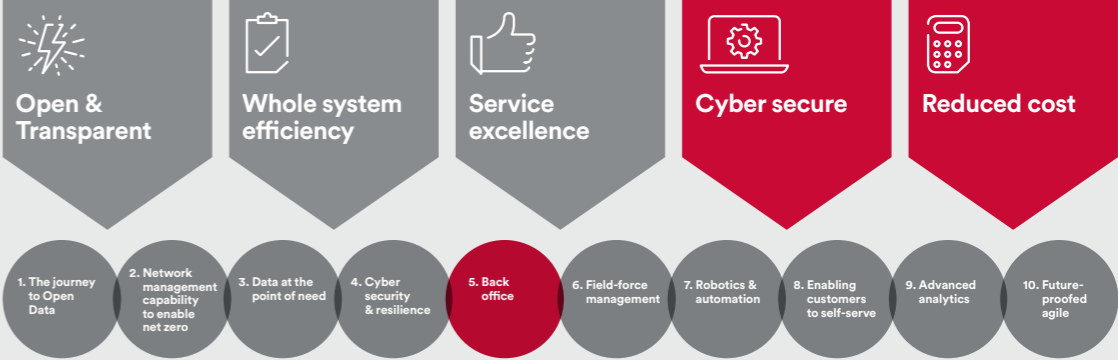 Open &
Transparent
Whole system
efficiency
Service
excellence
Cyber secure
Reduced cost
1. The journey
to Open
Data
2. Network
management
capability
to enable
net zero
3. Data at the
point of need
4. Cyber
security
& resilience
5. Back
office
6. Field-force
management
7. Robotics &
automation
8. Enabling
customers
to self-serve
9. Advanced
analytics
10. Future-
proofed
agile